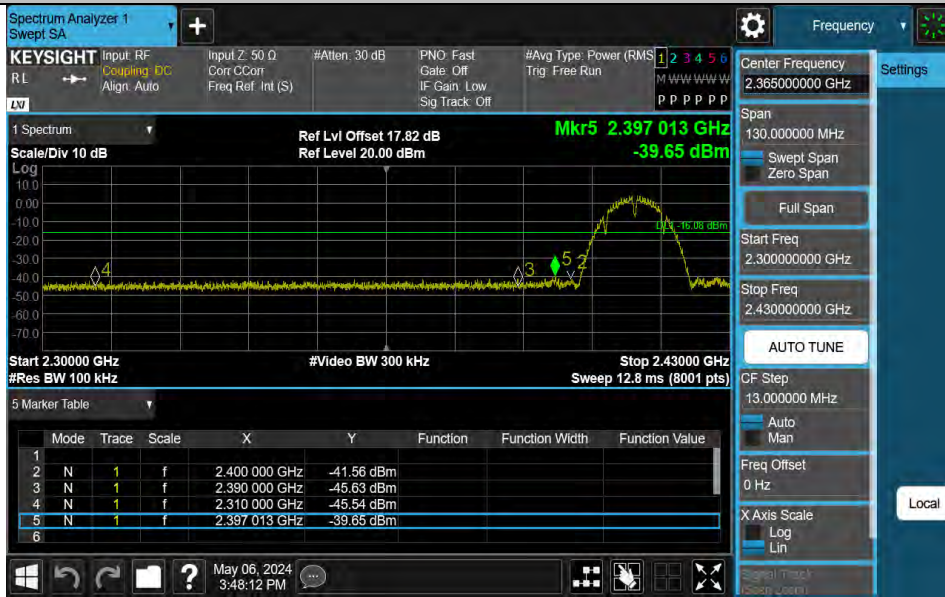 Spectrum Analyzer 1
Swept SA
+
Frequency
KEYSIGHT
RL
LXI
Input: RF
Coupling: DC
Align: Auto
Input Z: 50 Ω
Corr CCorr
Freq Ref: Int (S)
#Atten: 30 dB
PNO: Fast
Gate: Off
IF Gain: Low
Sig Track: Off
#Avg Type: Power (RMS
Trig: Free Run
1 2 3 4 5 6
M W W W W W
P P P P P P
Center Frequency
2.365000000 GHz
Settings
1 Spectrum
Scale/Div 10 dB
Ref Lvl Offset 17.82 dB
Ref Level 20.00 dBm
Mkr5 2.397 013 GHz
-39.65 dBm
Span
130.000000 MHz
Swept Span
Zero Span
Full Span
Start Freq
2.300000000 GHz
Stop Freq
2.430000000 GHz
AUTO TUNE
CF Step
13.000000 MHz
Auto
Man
Freq Offset
0 Hz
X Axis Scale
Log
Lin
Signal Track
(Span Zoom)
Local
Log
10.0
0.00
-10.0
-20.0
-30.0
-40.0
-50.0
-60.0
-70.0
DL1 -16.08 dBm
4
3
5
2
Start 2.30000 GHz
#Video BW 300 kHz
Stop 2.43000 GHz
#Res BW 100 kHz
Sweep 12.8 ms (8001 pts)
5 Marker Table
Mode Trace Scale X Y Function Function Width Function Value
1
2 N 1 f 2.400 000 GHz -41.56 dBm
3 N 1 f 2.390 000 GHz -45.63 dBm
4 N 1 f 2.310 000 GHz -45.54 dBm
5 N 1 f 2.397 013 GHz -39.65 dBm
6
?
May 06, 2024
3:48:12 PM